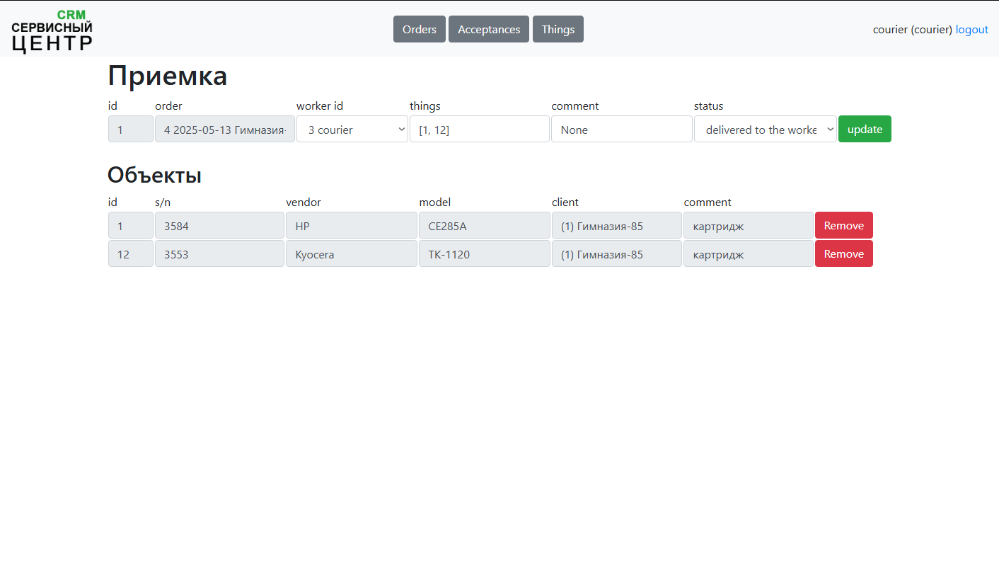 CRM
СЕРВИСНЫЙ
ЦЕНТР
Orders Acceptances Things
courier (courier) logout
Приемка
id order worker id things comment status
1 4 2025-05-13 Гимназия- 3 courier [1, 12] None delivered to the worke update
Объекты
id s/n vendor model client comment
1 3584 HP CE285A (1) Гимназия-85 картридж Remove
12 3553 Kyocera TK-1120 (1) Гимназия-85 картридж Remove